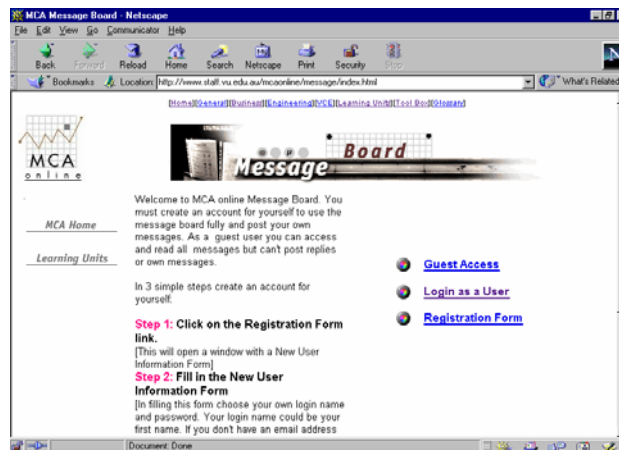 MCA Message Board - Netscape
File Edit View Go Communicator Help
Back Forward Reload Home Search Netscape Print Security Stop
Bookmarks Location: http://www.staff.vu.edu.au/mcaonline/message/index.html What's Related
[Home][General][Business][Engineering][VCE][Learning Units][Tool Box][Glossary]
Message Board
MCA
online
MCA Home
Learning Units
Welcome to MCA online Message Board. You
must create an account for yourself to use the
message board fully and post your own
messages. As a guest user you can access
and read all messages but can't post replies
or own messages.
In 3 simple steps create an account for
yourself:
Step 1: Click on the Registration Form
link.
[This will open a window with a New User
Information Form]
Step 2: Fill in the New User
Information Form
[In filling this form choose your own login name
and password. Your login name could be your
first name. If you don't have an email address
Guest Access
Login as a User
Registration Form
Document: Done